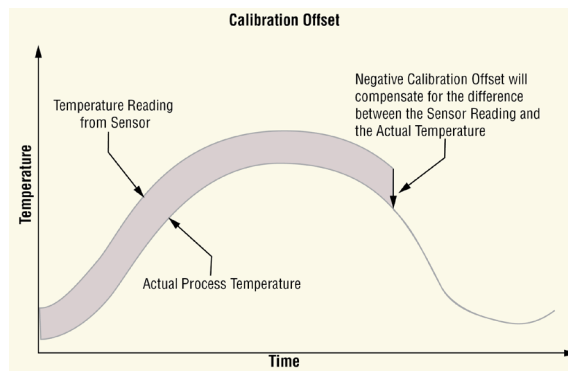 Calibration Offset
Negative Calibration Offset will
compensate for the difference
between the Sensor Reading and
the Actual Temperature
Temperature Reading
from Sensor
Temperature
Actual Process Temperature
Time